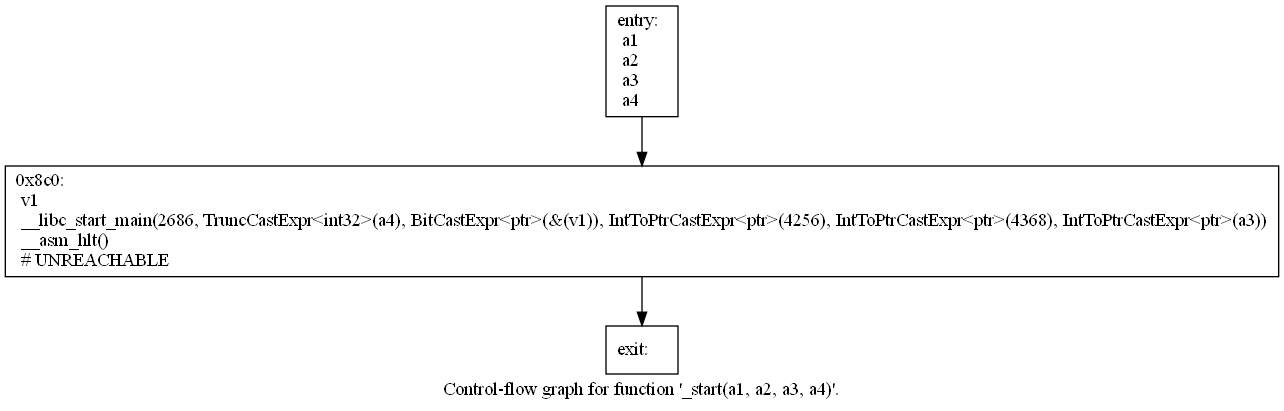 entry:
a1
a2
a3
a4
0x8c0:
v1
__libc_start_main(2686, TruncCastExpr<int32>(a4), BitCastExpr<ptr>(&(v1)), IntToPtrCastExpr<ptr>(4256), IntToPtrCastExpr<ptr>(4368), IntToPtrCastExpr<ptr>(a3))
__asm_hlt()
# UNREACHABLE
exit:
Control-flow graph for function '_start(a1, a2, a3, a4)'.